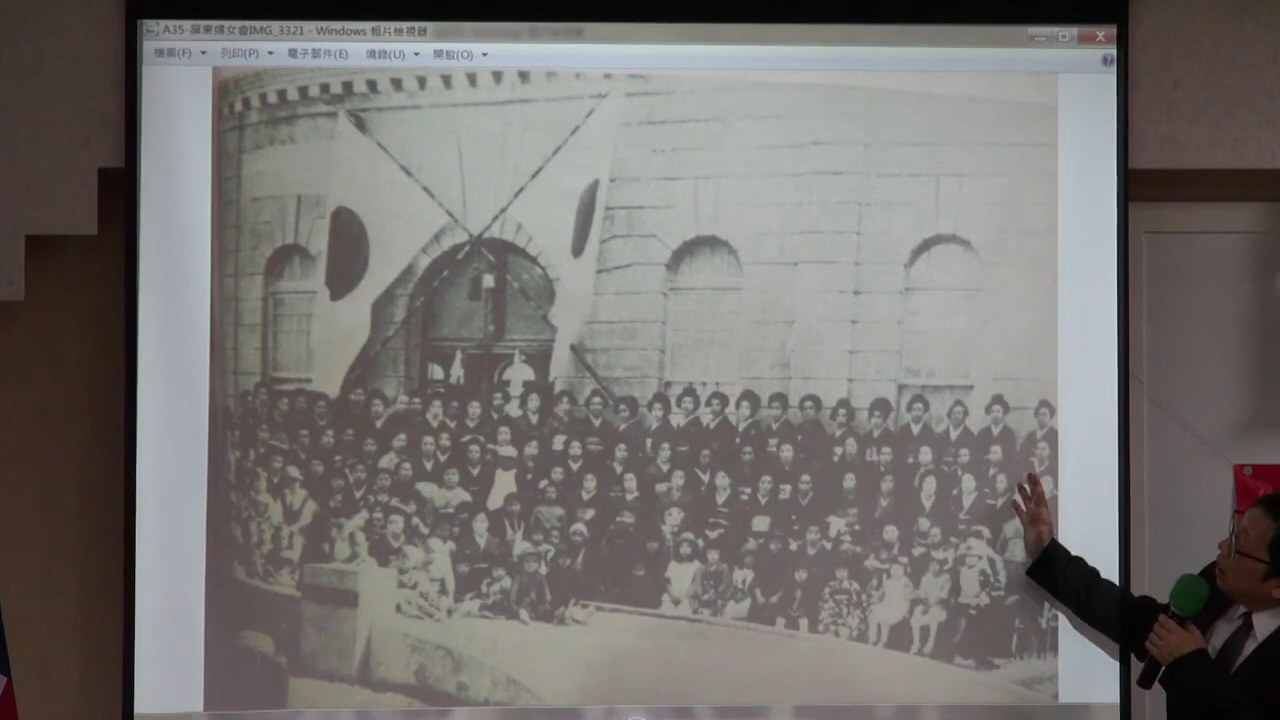 A35-屏東婦女會IMG_3321 - Windows 相片檢視器
檔案(F) 列印(P) 電子郵件(E) 燒錄(U) 開啟(O)